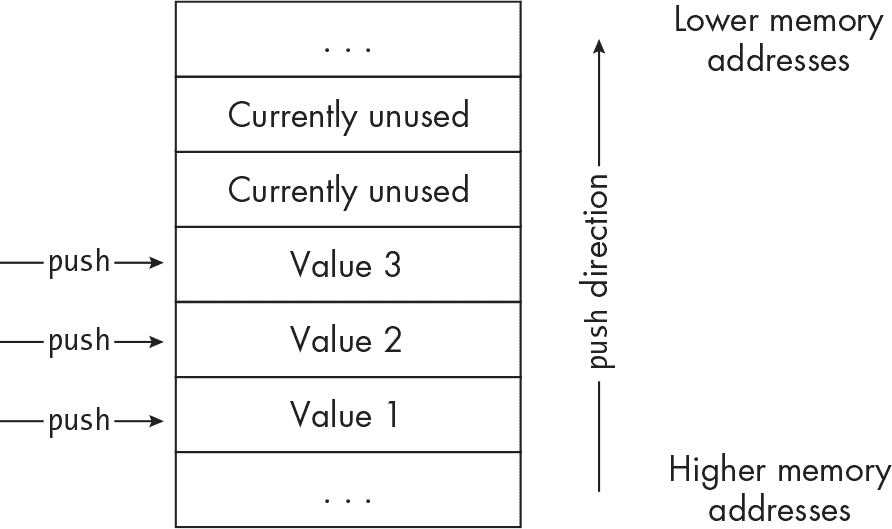 . . .
Lower memory
addresses
Currently unused
Currently unused
push
Value 3
push direction
push
Value 2
push
Value 1
. . .
Higher memory
addresses